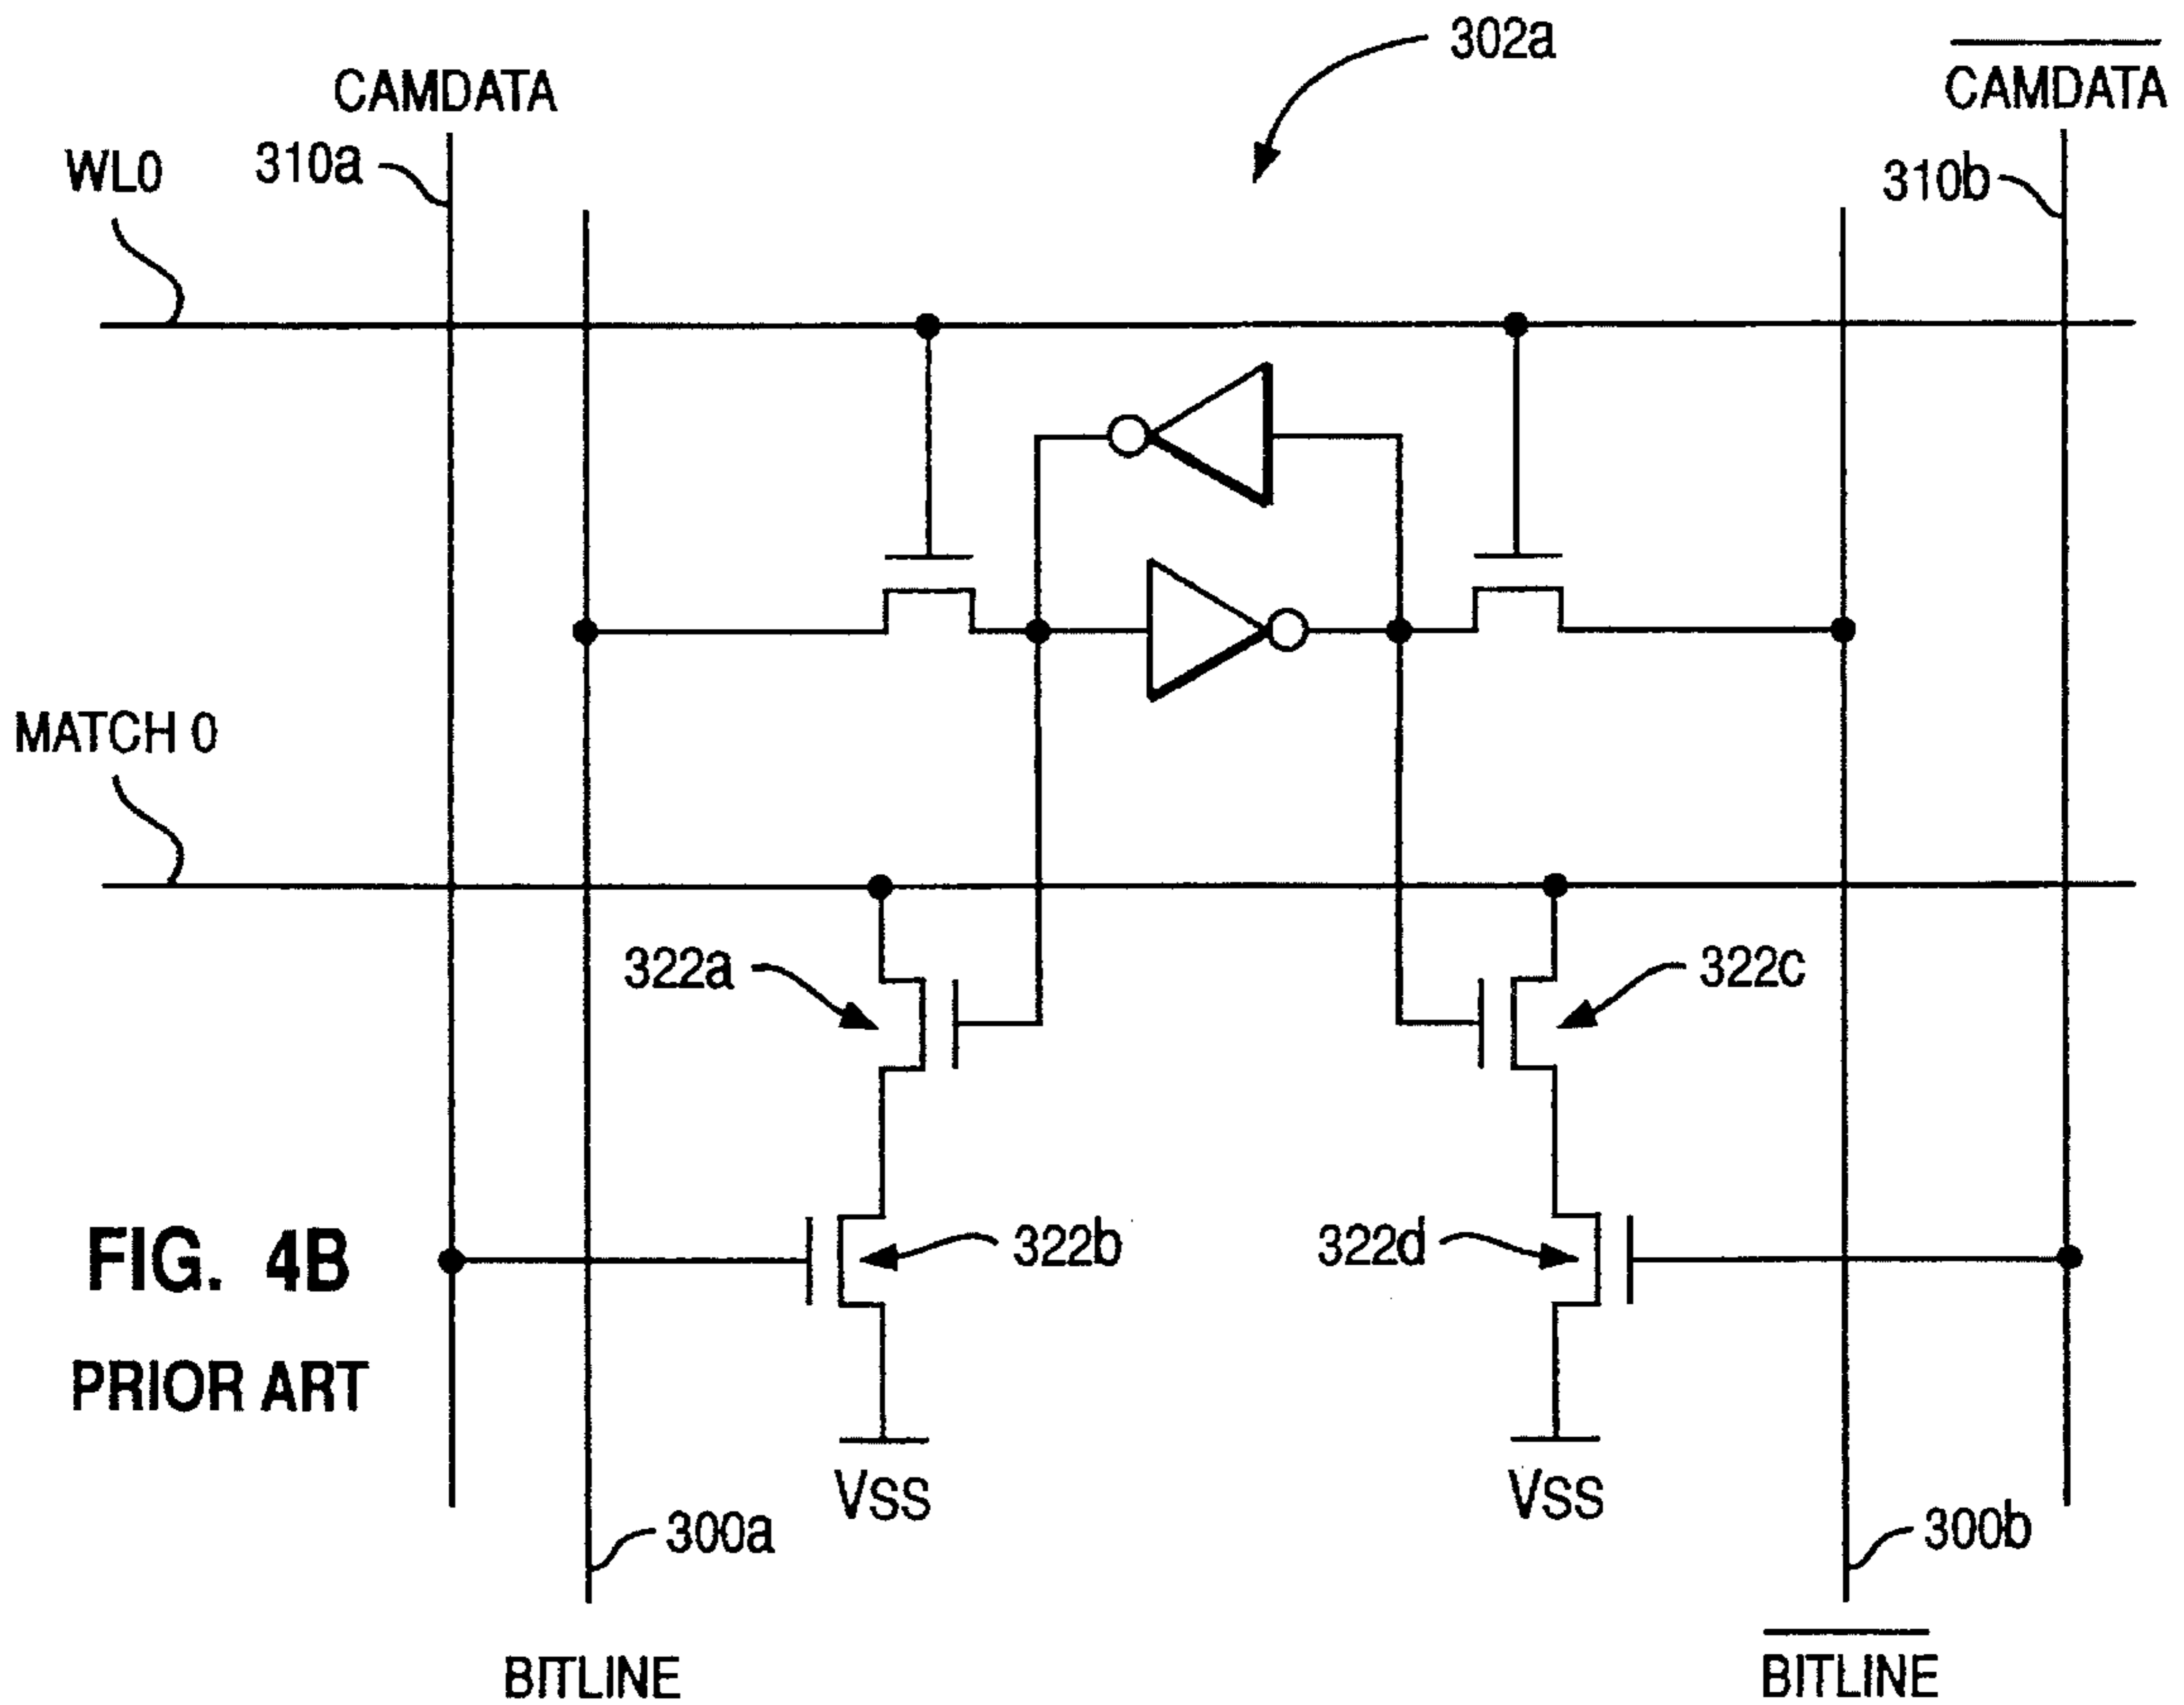 302a
CAMDATA
CAMDATA
WL0
310a
310b
MATCH 0
322a
322c
322b
322d
FIG. 4B
PRIOR ART
VSS
VSS
300a
300b
BITLINE
BITLINE